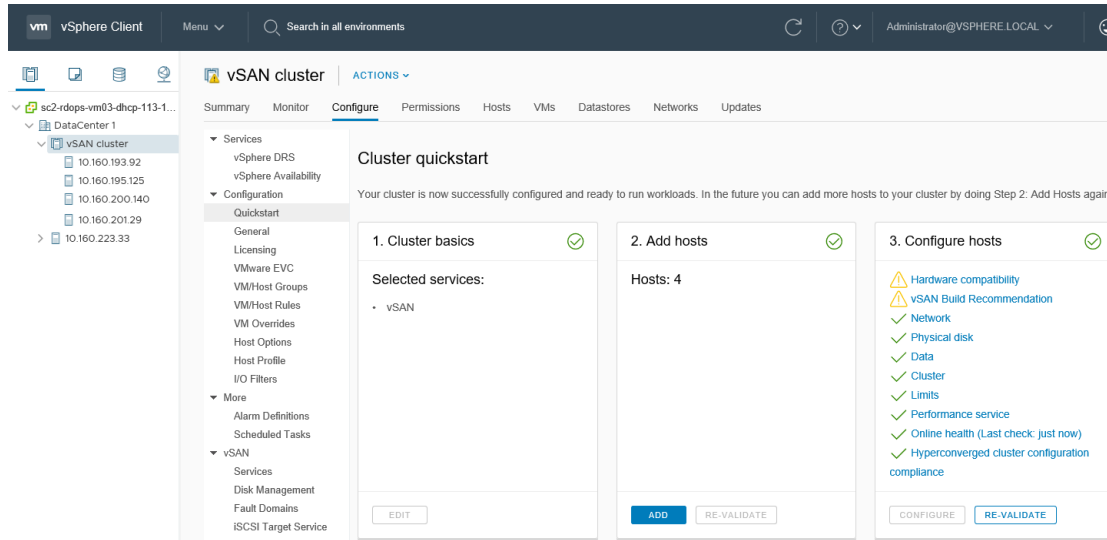 vm vSphere Client Menu Search in all environments Administrator@VSPHERE.LOCAL
sc2-rdops-vm03-dhcp-113-1...
DataCenter 1
vSAN cluster
10.160.193.92
10.160.195.125
10.160.200.140
10.160.201.29
10.160.223.33
vSAN cluster ACTIONS
Summary Monitor Configure Permissions Hosts VMs Datastores Networks Updates
Services
vSphere DRS
vSphere Availability
Configuration
Quickstart
General
Licensing
VMware EVC
VM/Host Groups
VM/Host Rules
VM Overrides
Host Options
Host Profile
I/O Filters
More
Alarm Definitions
Scheduled Tasks
vSAN
Services
Disk Management
Fault Domains
iSCSI Target Service
Cluster quickstart
Your cluster is now successfully configured and ready to run workloads. In the future you can add more hosts to your cluster by doing Step 2: Add Hosts again
1. Cluster basics
Selected services:
• vSAN
EDIT
2. Add hosts
Hosts: 4
ADD RE-VALIDATE
3. Configure hosts
Hardware compatibility
vSAN Build Recommendation
Network
Physical disk
Data
Cluster
Limits
Performance service
Online health (Last check: just now)
Hyperconverged cluster configuration
compliance
CONFIGURE RE-VALIDATE